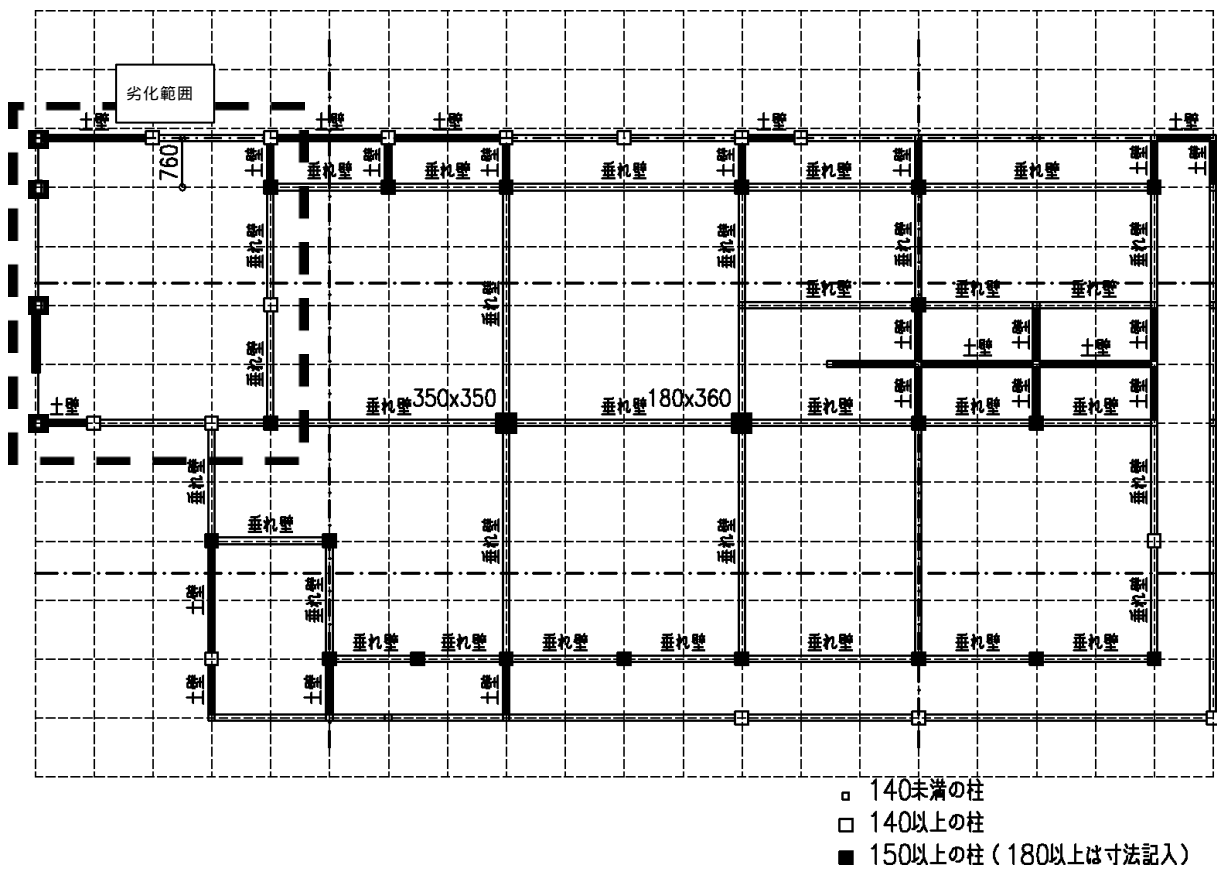 劣化範囲
土壁 土壁 土壁 土壁 土壁
760
土壁 土壁 土壁 土壁 土壁 土壁
垂れ壁 垂れ壁 垂れ壁 垂れ壁 垂れ壁
垂れ壁 垂れ壁 垂れ壁 垂れ壁
垂れ壁
垂れ壁 垂れ壁 垂れ壁
土壁 土壁 土壁
土壁 土壁
垂れ壁
土壁 土壁 土壁
土壁 垂れ壁 350x350 垂れ壁 180x360 垂れ壁 垂れ壁
垂れ壁 垂れ壁
垂れ壁 垂れ壁 垂れ壁
土壁 垂れ壁 垂れ壁
垂れ壁 垂れ壁 垂れ壁 垂れ壁 垂れ壁 垂れ壁 垂れ壁
土壁 土壁 土壁
140未満の柱
140以上の柱
150以上の柱(180以上は寸法記入)